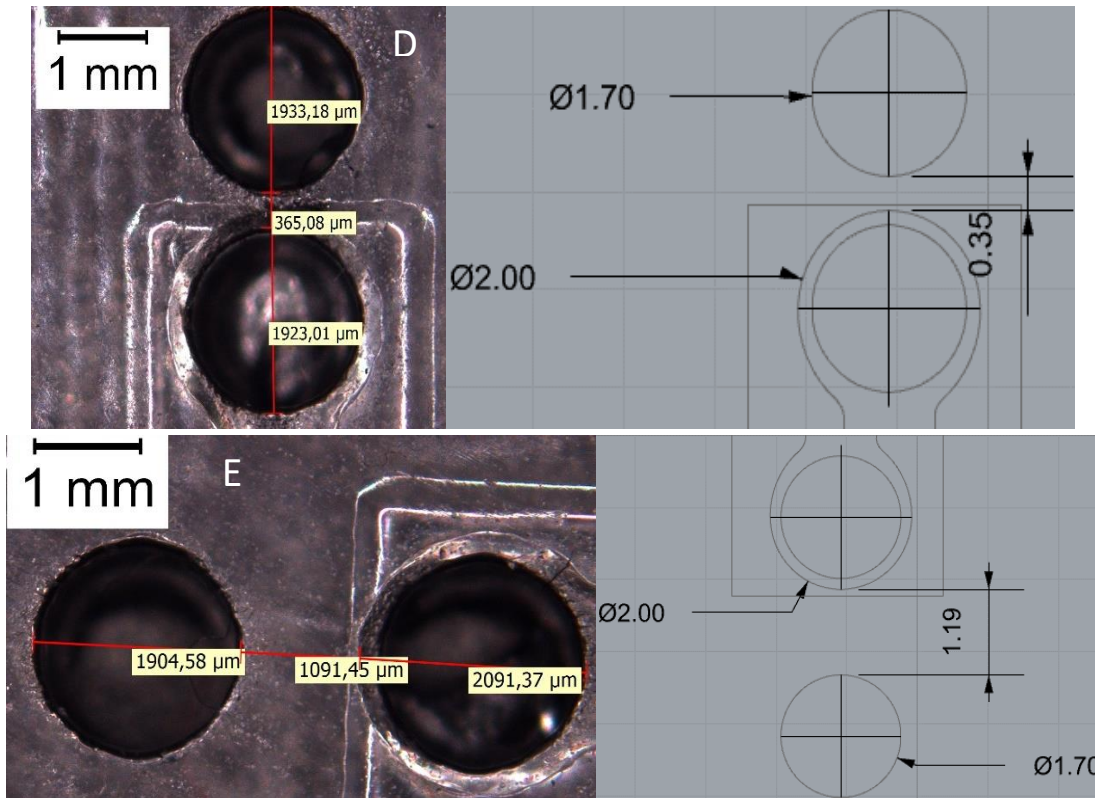 1 mm
D
1933,18 µm
365,08 µm
1923,01 µm
Ø1.70
Ø2.00
0.35
1 mm
E
1904,58 µm
1091,45 µm
2091,37 µm
Ø2.00
1.19
Ø1.70